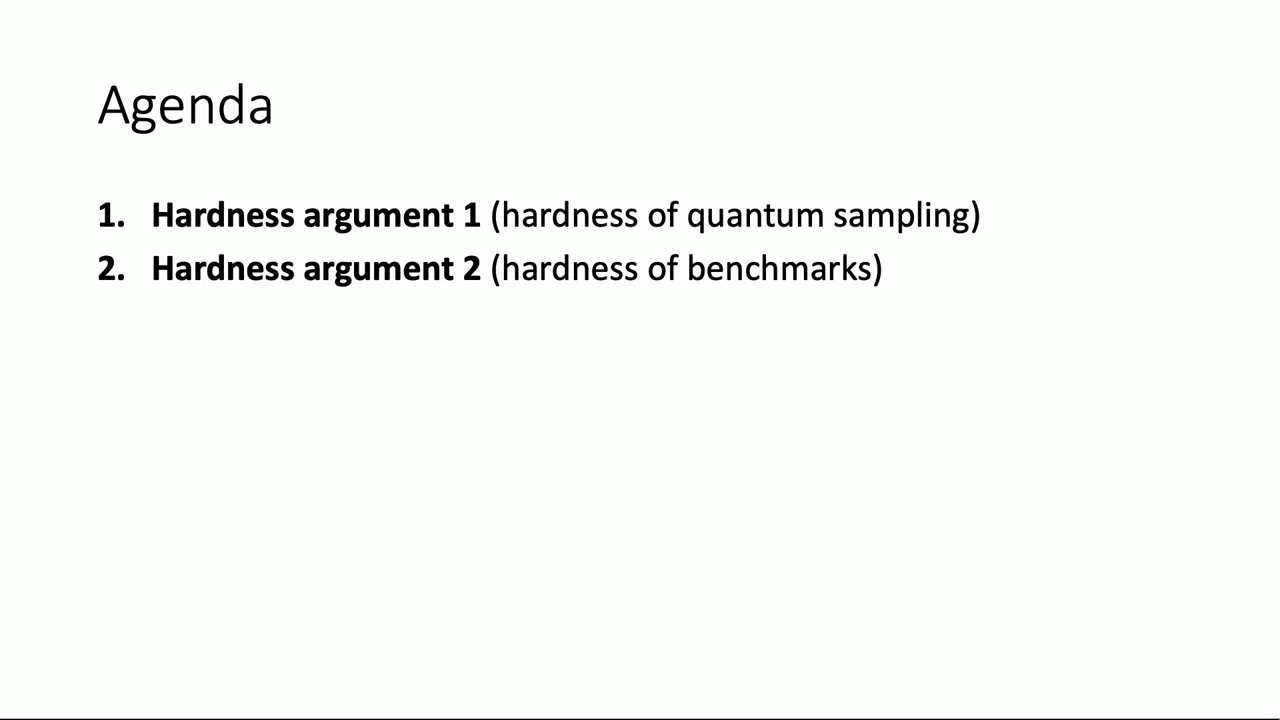 Agenda
1. Hardness argument 1 (hardness of quantum sampling)
2. Hardness argument 2 (hardness of benchmarks)